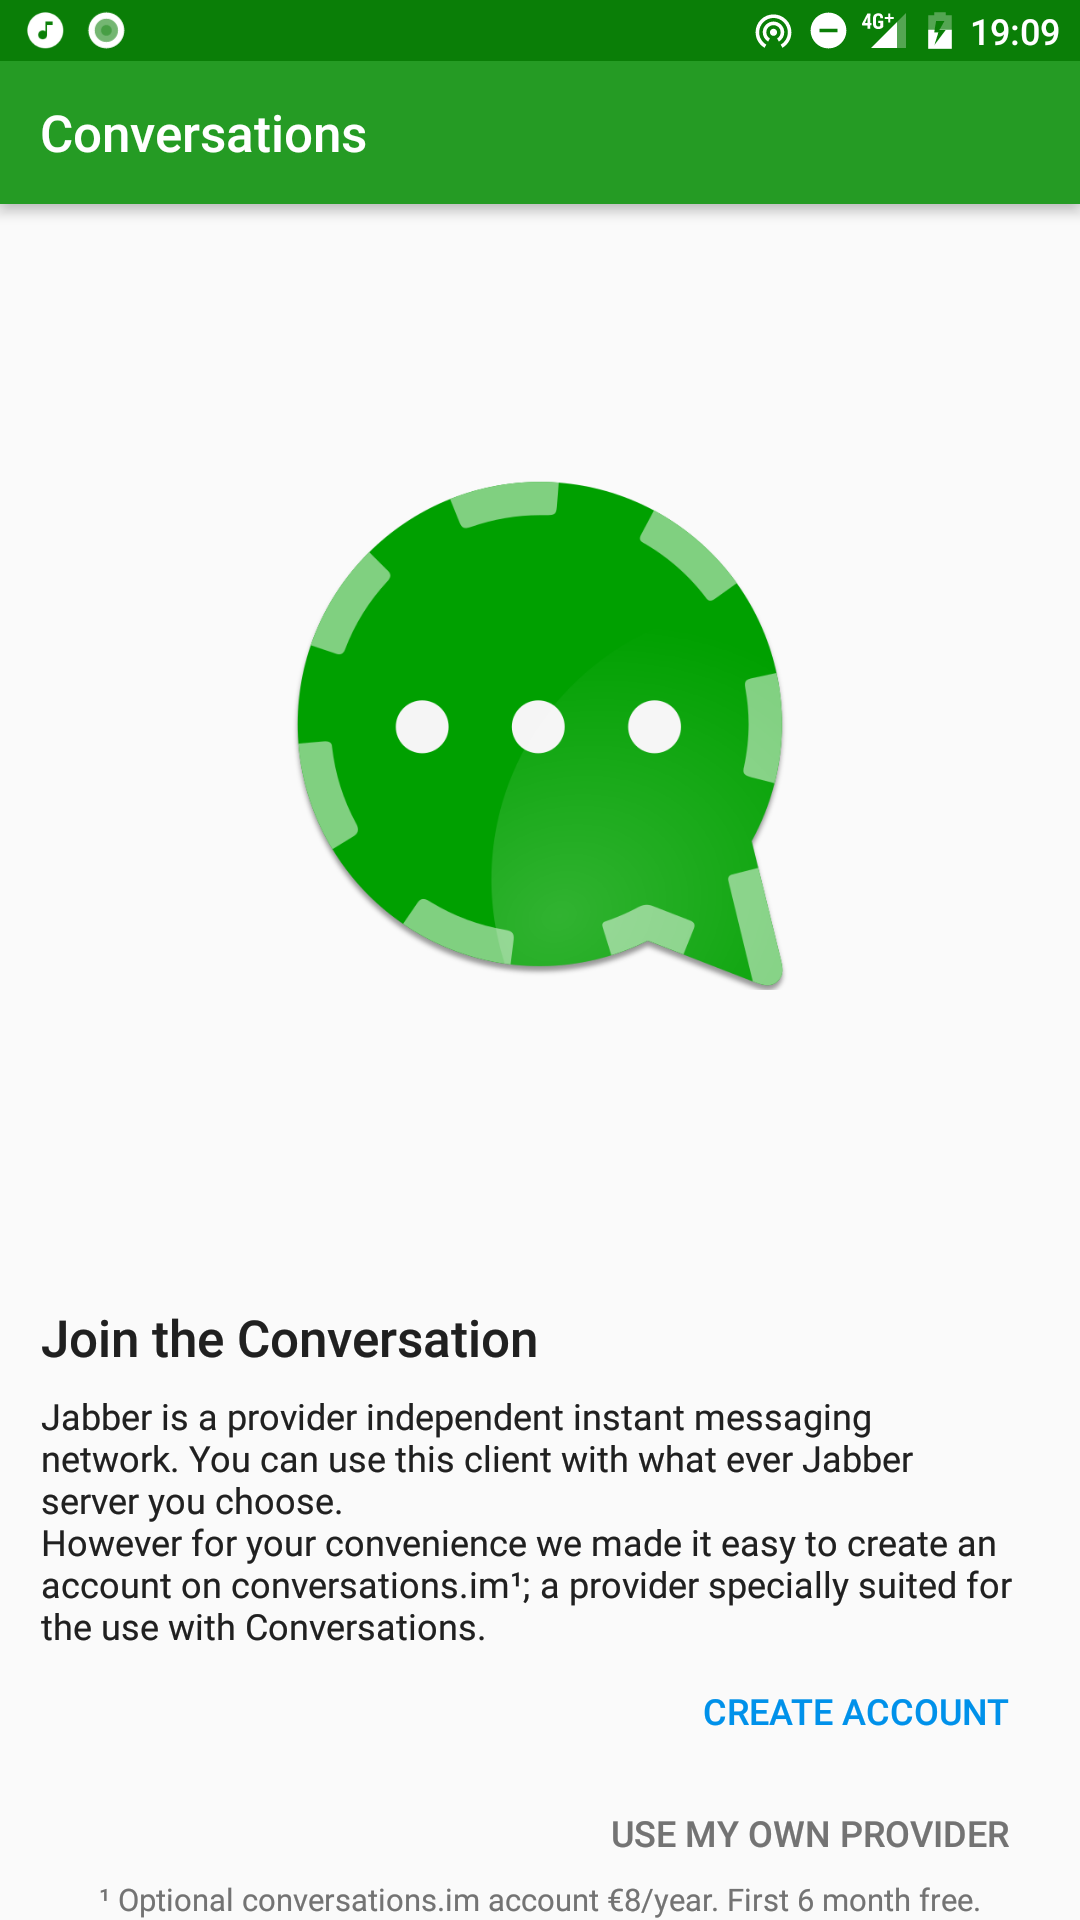 4G+ 19:09
Conversations
Join the Conversation
Jabber is a provider independent instant messaging
network. You can use this client with what ever Jabber
server you choose.
However for your convenience we made it easy to create an
account on conversations.im¹; a provider specially suited for
the use with Conversations.
CREATE ACCOUNT
USE MY OWN PROVIDER
¹ Optional conversations.im account €8/year. First 6 month free.